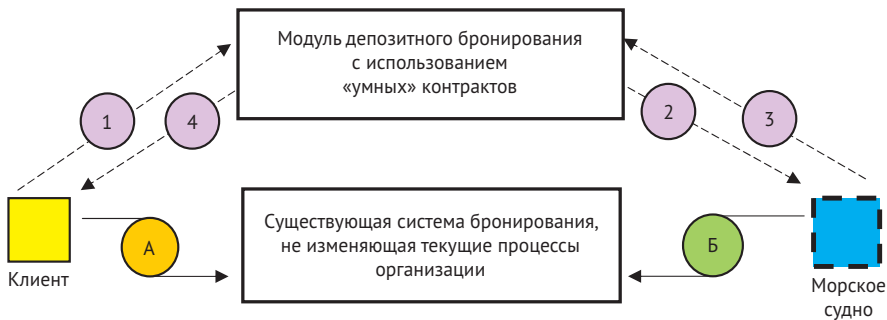 Модуль депозитного бронирования
с использованием
«умных» контрактов
1
4
2
3
Существующая система бронирования,
не изменяющая текущие процессы
организации
А
Б
Клиент
Морское
судно